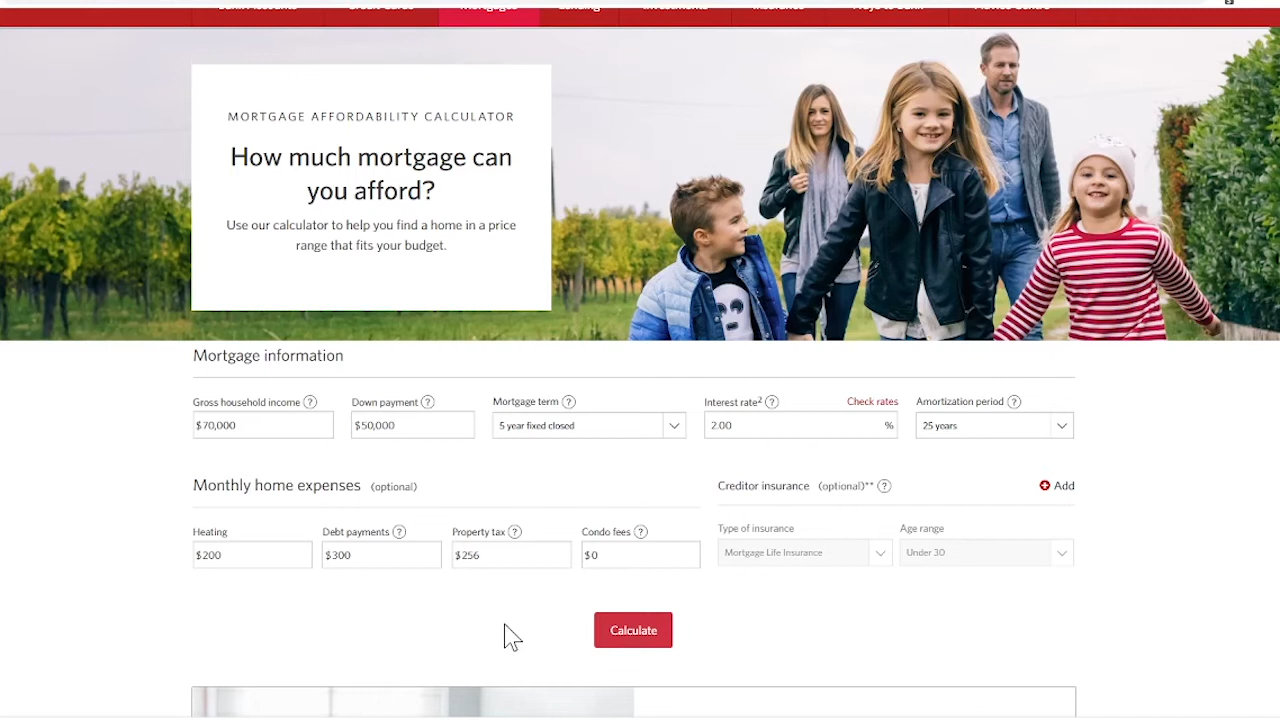 Mortgages
MORTGAGE AFFORDABILITY CALCULATOR
How much mortgage can
you afford?
Use our calculator to help you find a home in a price
range that fits your budget.
Mortgage information
Gross household income ? Down payment ? Mortgage term ? Interest rate² ? Check rates Amortization period ?
$70,000 $50,000 5 year fixed closed 2.00 % 25 years
Monthly home expenses (optional) Creditor insurance (optional)** ? Add
Heating Debt payments ? Property tax ? Condo fees ? Type of insurance Age range
$200 $300 $256 $0 Mortgage Life Insurance Under 30
Calculate